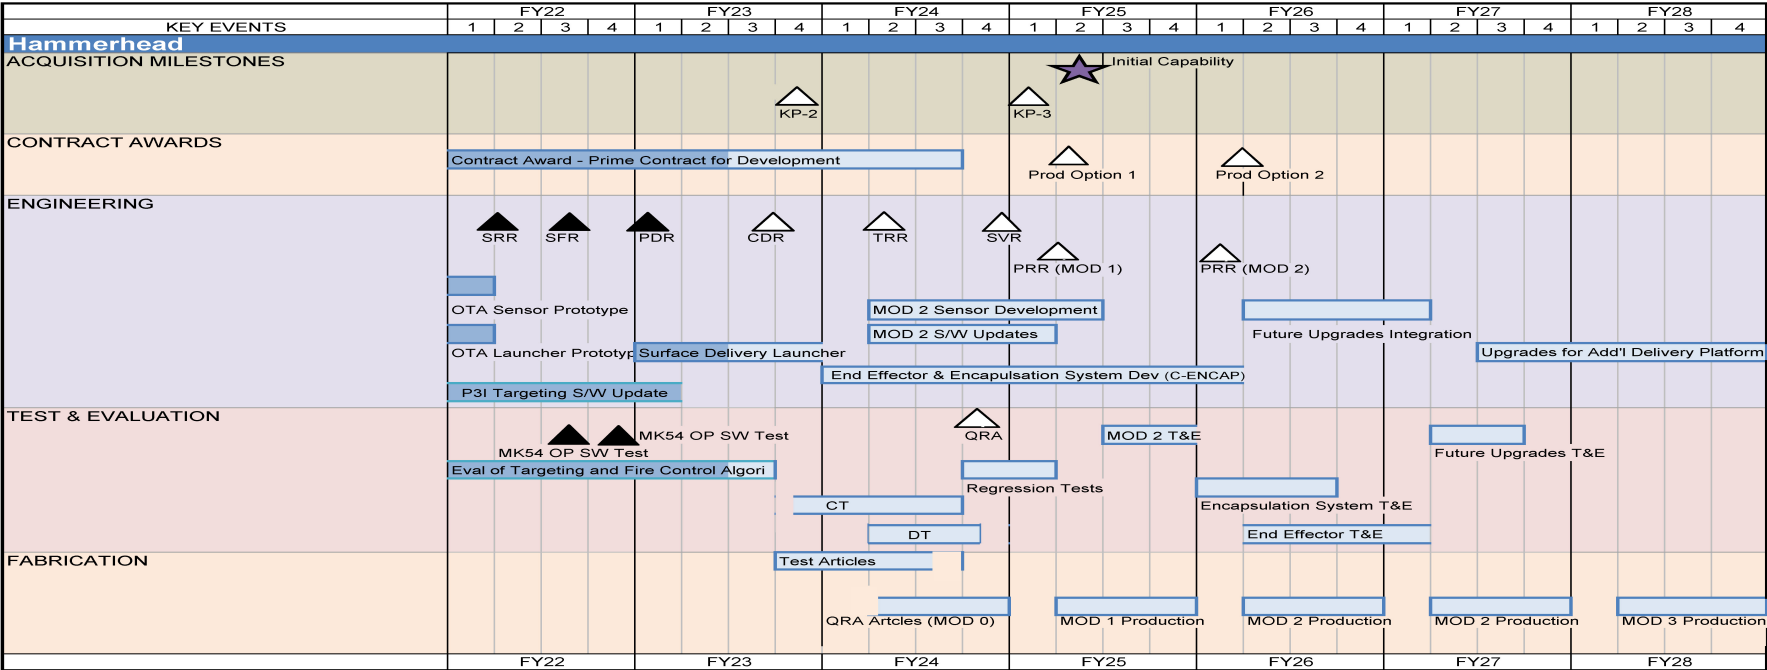 FY22 FY23 FY24 FY25 FY26 FY27 FY28
KEY EVENTS 1 2 3 4 1 2 3 4 1 2 3 4 1 2 3 4 1 2 3 4 1 2 3 4 1 2 3 4
Hammerhead
ACQUISITION MILESTONES
Initial Capability
KP-2 KP-3
CONTRACT AWARDS
Contract Award - Prime Contract for Development
Prod Option 1 Prod Option 2
ENGINEERING
SRR SFR PDR CDR TRR SVR
PRR (MOD 1) PRR (MOD 2)
OTA Sensor Prototype MOD 2 Sensor Development
MOD 2 S/W Updates Future Upgrades Integration
OTA Launcher Prototyp Surface Delivery Launcher Upgrades for Add'l Delivery Platform
End Effector & Encapulsation System Dev (C-ENCAP)
P3I Targeting S/W Update
TEST & EVALUATION
MK54 OP SW Test QRA MOD 2 T&E
MK54 OP SW Test Future Upgrades T&E
Eval of Targeting and Fire Control Algori
Regression Tests
CT Encapsulation System T&E
DT End Effector T&E
FABRICATION Test Articles
QRA Artcles (MOD 0) MOD 1 Production MOD 2 Production MOD 2 Production MOD 3 Production
FY22 FY23 FY24 FY25 FY26 FY27 FY28